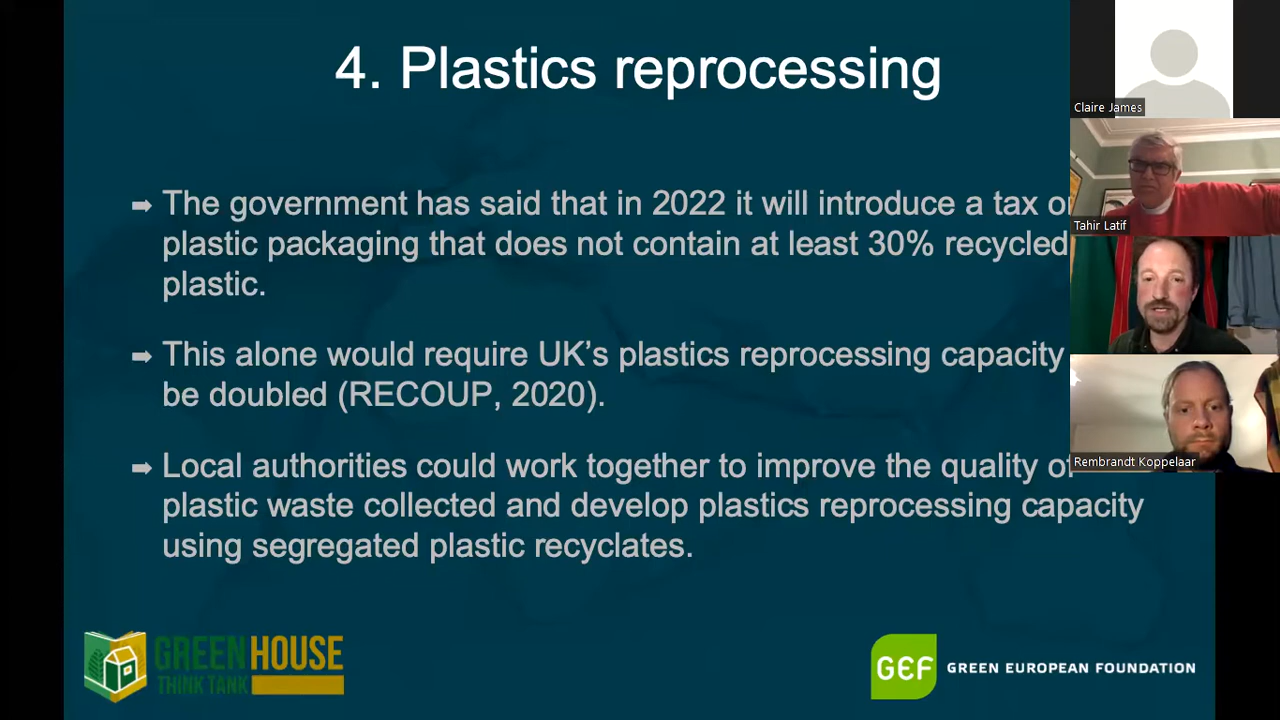 4. Plastics reprocessing
➡ The government has said that in 2022 it will introduce a tax
plastic packaging that does not contain at least 30% recycled
plastic.
➡ This alone would require UK's plastics reprocessing capacity
be doubled (RECOUP, 2020).
➡ Local authorities could work together to improve the quality of
plastic waste collected and develop plastics reprocessing capacity
using segregated plastic recyclates.
GREEN HOUSE
THINK TANK
GEF GREEN EUROPEAN FOUNDATION
Claire James
Tahir Latif
Rembrandt Koppelaar